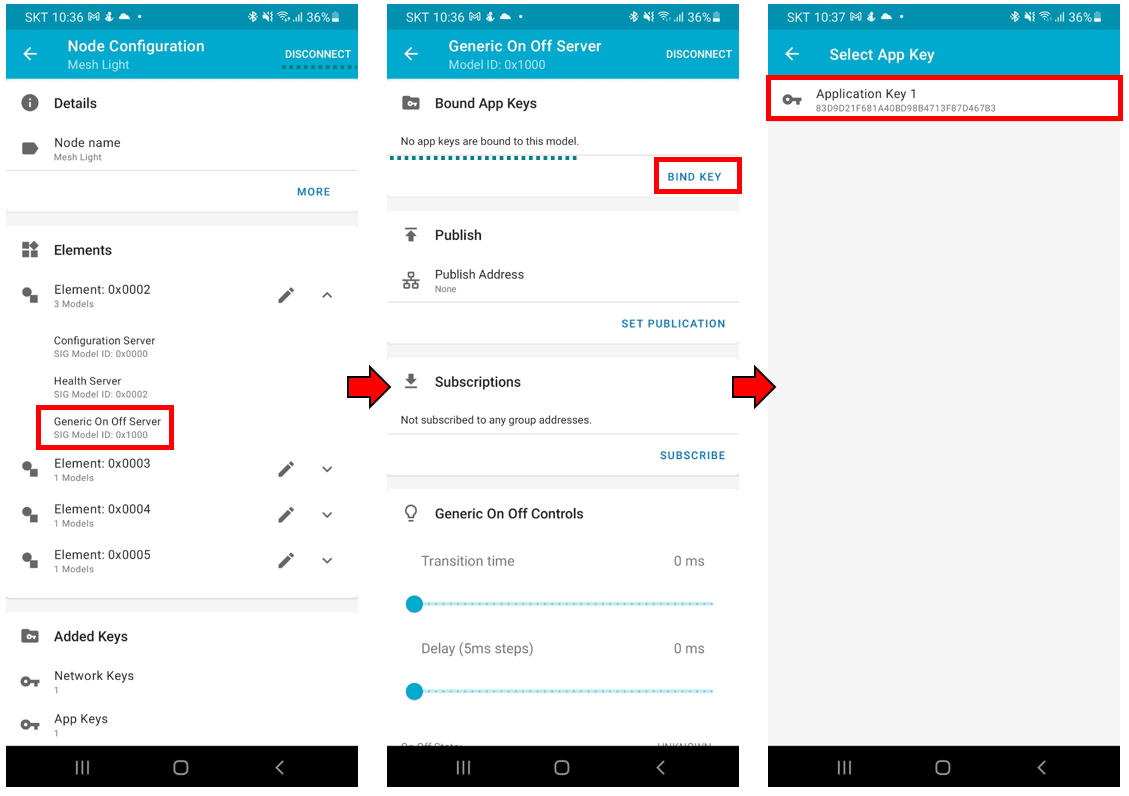 SKT 10:36 36%
Node Configuration
Mesh Light
DISCONNECT
Details
Node name
Mesh Light
MORE
Elements
Element: 0x0002
3 Models
Configuration Server
SIG Model ID: 0x0000
Health Server
SIG Model ID: 0x0002
Generic On Off Server
SIG Model ID: 0x1000
Element: 0x0003
1 Models
Element: 0x0004
1 Models
Element: 0x0005
1 Models
Added Keys
Network Keys
1
App Keys
1
SKT 10:36 36%
Generic On Off Server
Model ID: 0x1000
DISCONNECT
Bound App Keys
No app keys are bound to this model.
BIND KEY
Publish
Publish Address
None
SET PUBLICATION
Subscriptions
Not subscribed to any group addresses.
SUBSCRIBE
Generic On Off Controls
Transition time 0 ms
Delay (5ms steps) 0 ms
On Off State: UNKNOWN
SKT 10:37 36%
Select App Key
Application Key 1
83D9D21F681A40BD98B4713F87D467B3